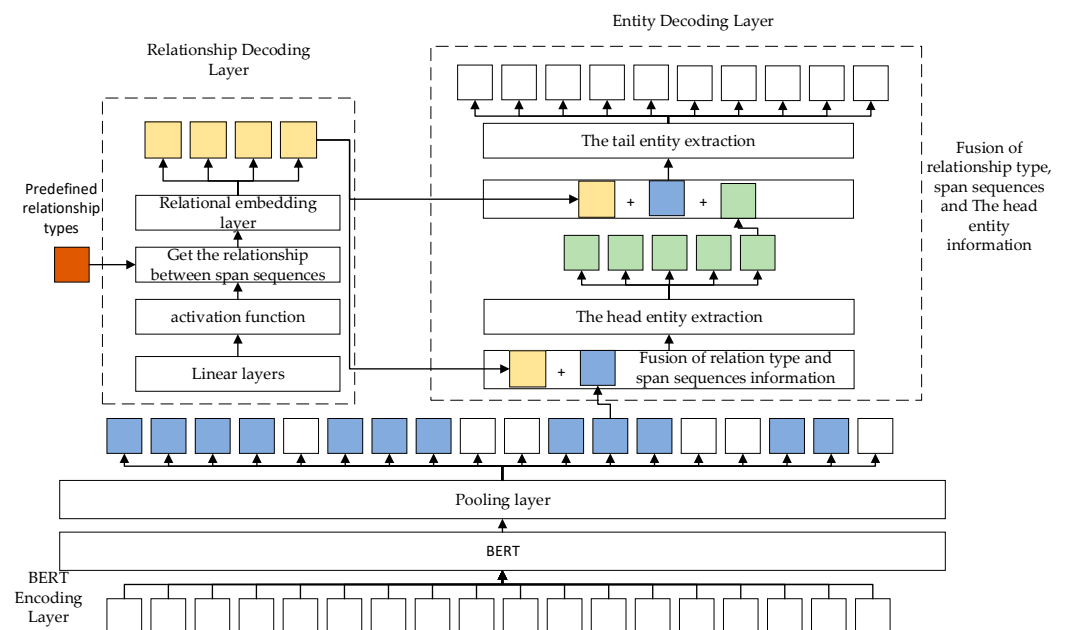 Entity Decoding Layer
Relationship Decoding
Layer
The tail entity extraction
Fusion of
relationship type,
span sequences
and The head
entity
information
Predefined
relationship
types
+
+
Relational embedding
layer
Get the relationship
between span sequences
activation function
The head entity extraction
Linear layers
+
Fusion of relation type and
span sequences information
Pooling layer
BERT
BERT
Encoding
Layer